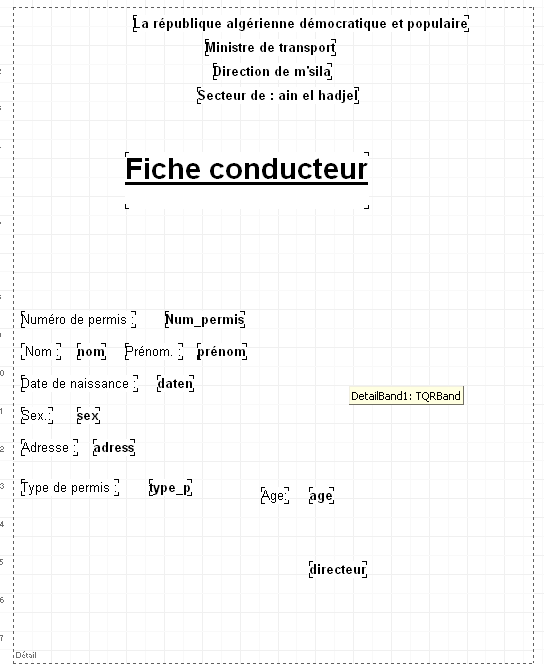 La république algérienne démocratique et populaire
Ministre de transport
Direction de m'sila
Secteur de : ain el hadjel
Fiche conducteur
Numéro de permis : Num_permis
Nom : nom Prénom. : prénom
Date de naissance : daten
DetailBand1: TQRBand
Sex. : sex
Adresse : adress
Type de permis : type_p
Age: age
directeur
Détail